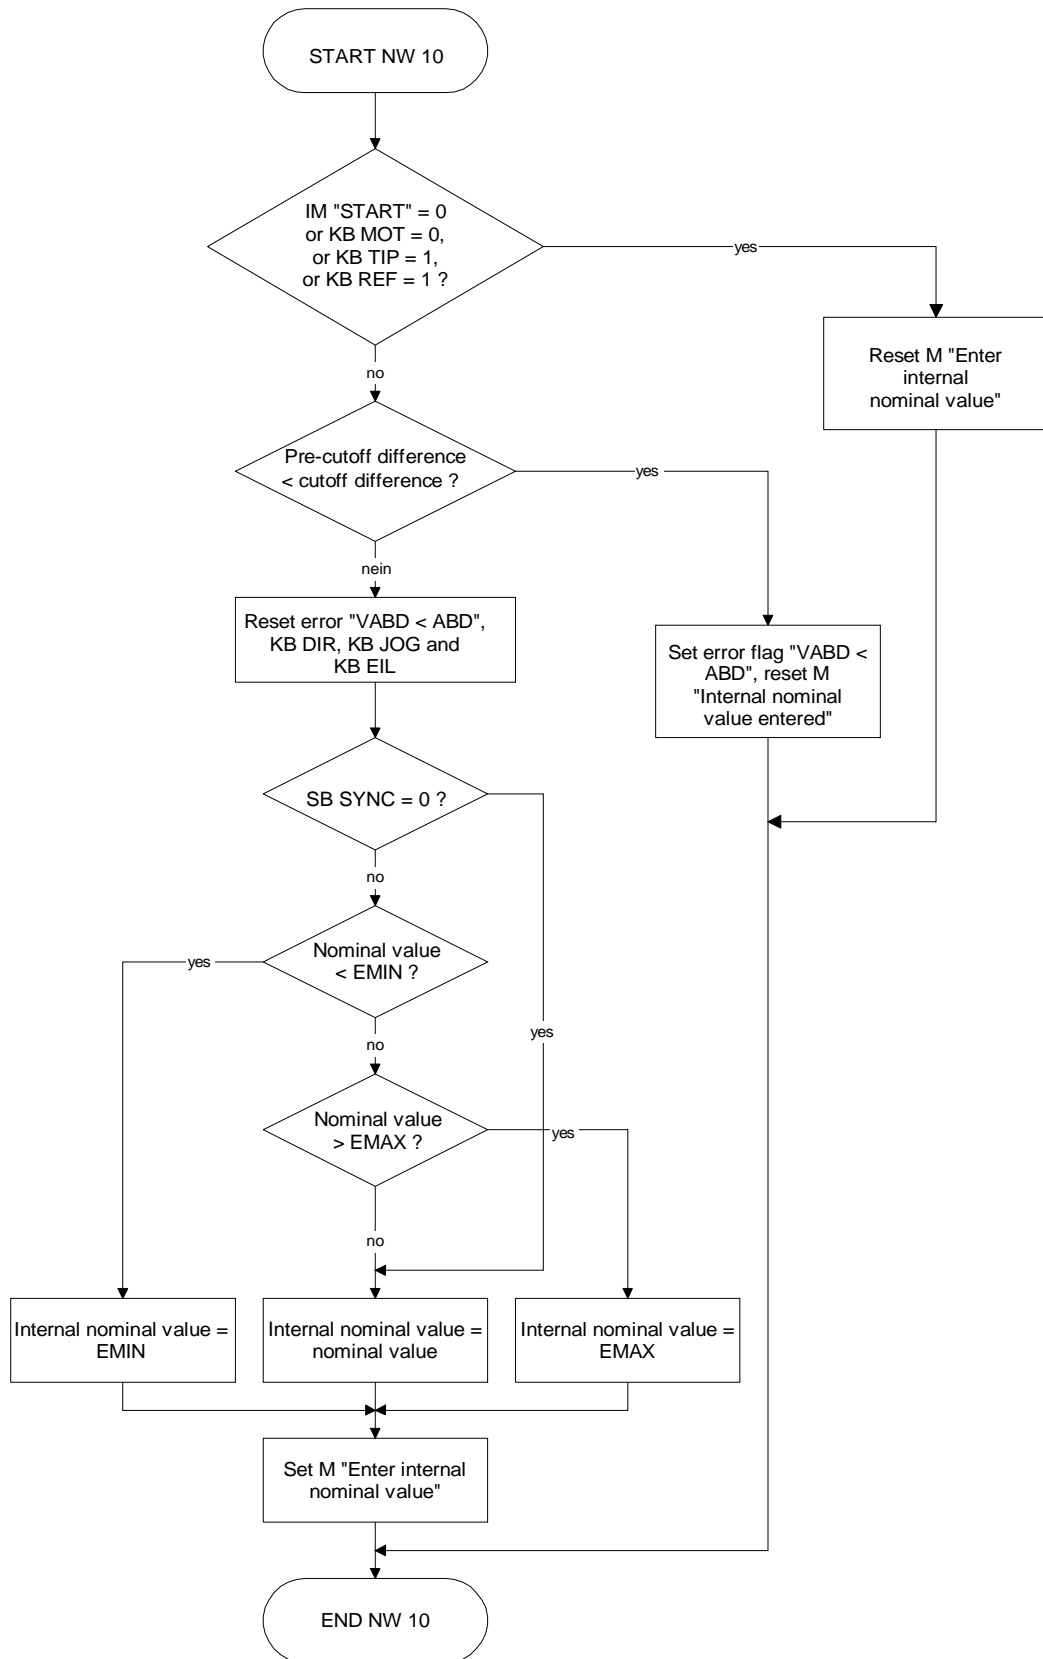 START NW 10
IM "START" = 0
or KB MOT = 0,
or KB TIP = 1,
or KB REF = 1 ?
yes
Reset M "Enter
internal
nominal value"
no
Pre-cutoff difference
< cutoff difference ?
yes
nein
Reset error "VABD < ABD",
KB DIR, KB JOG and
KB EIL
Set error flag "VABD <
ABD", reset M
"Internal nominal
value entered"
SB SYNC = 0 ?
no
Nominal value
< EMIN ?
yes
yes
no
Nominal value
> EMAX ?
yes
no
Internal nominal value =
EMIN
Internal nominal value =
nominal value
Internal nominal value =
EMAX
Set M "Enter internal
nominal value"
END NW 10